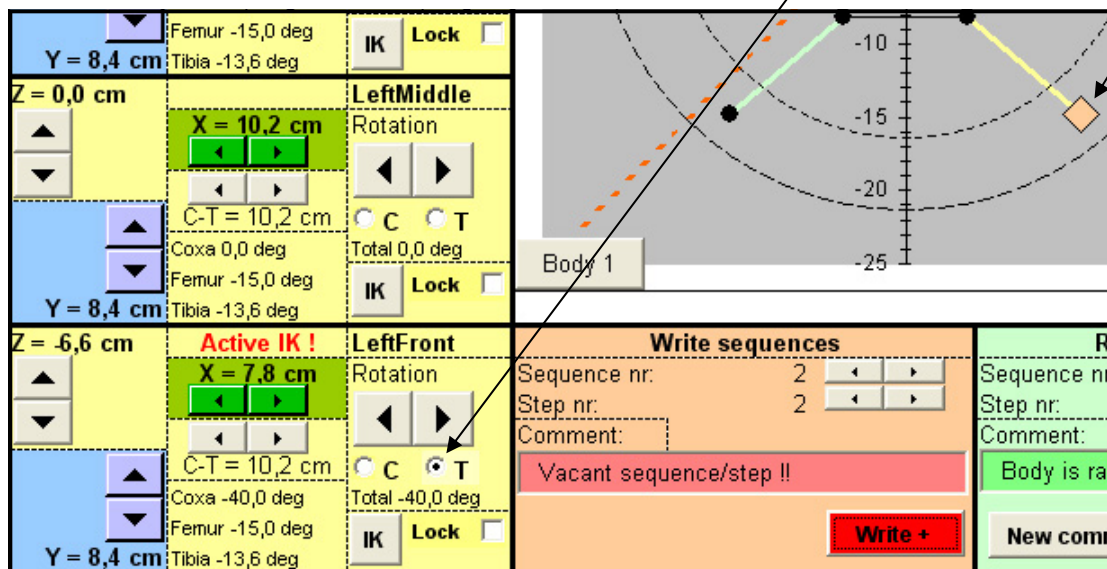 Femur -15,0 deg
Y = 8,4 cm Tibia -13,6 deg
IK Lock
Z = 0,0 cm
X = 10,2 cm
C-T = 10,2 cm
Coxa 0,0 deg
Femur -15,0 deg
Y = 8,4 cm Tibia -13,6 deg
LeftMiddle
Rotation
C T
Total 0,0 deg
IK Lock
Z = -6,6 cm
Active IK !
X = 7,8 cm
C-T = 10,2 cm
Coxa -40,0 deg
Femur -15,0 deg
Y = 8,4 cm Tibia -13,6 deg
LeftFront
Rotation
C T
Total -40,0 deg
IK Lock
-10
-15
-20
-25
Body 1
Write sequences
Sequence nr: 2
Step nr: 2
Comment:
Vacant sequence/step !!
Write +
R
Sequence nr
Step nr:
Comment:
Body is ra
New comm